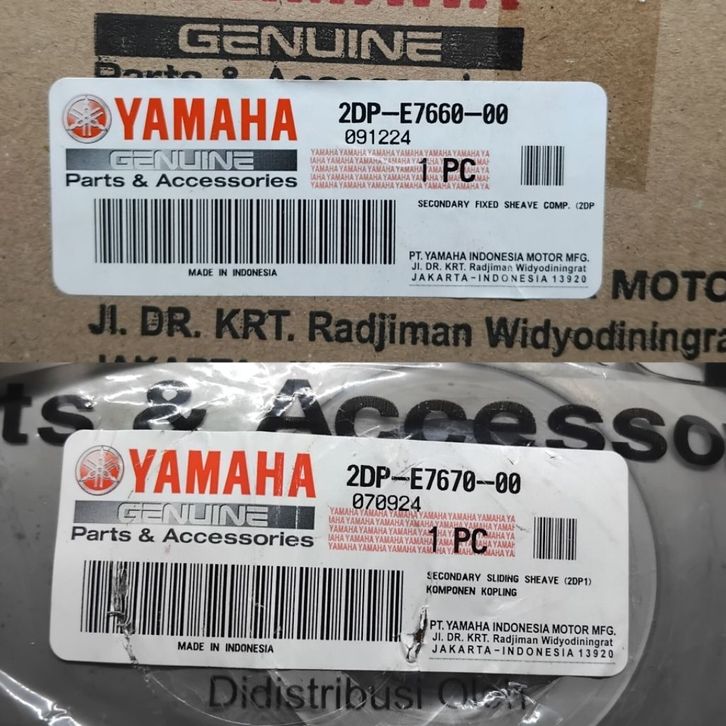 GENUINE
Parts & Accessories
YAMAHA
GENUINE
Parts & Accessories
2DP-E7660-00
091224
1 PC
SECONDARY FIXED SHEAVE COMP. (2DP
MADE IN INDONESIA
PT. YAMAHA INDONESIA MOTOR MFG.
Jl. DR. KRT. Radjiman Widyodiningrat
JAKARTA-INDONESIA 13920
MOTO
Jl. DR. KRT. Radjiman Widyodiningra
ts & Accesso
YAMAHA
GENUINE
Parts & Accessories
2DP-E7670-00
070924
1 PC
SECONDARY SLIDING SHEAVE (2DP1)
KOMPONEN KOPLING
MADE IN INDONESIA
PT. YAMAHA INDONESIA MOTOR MFG.
Jl. DR. KRT. Radjiman Widyodiningrat
JAKARTA-INDONESIA 13920
Didistribusi Oleh